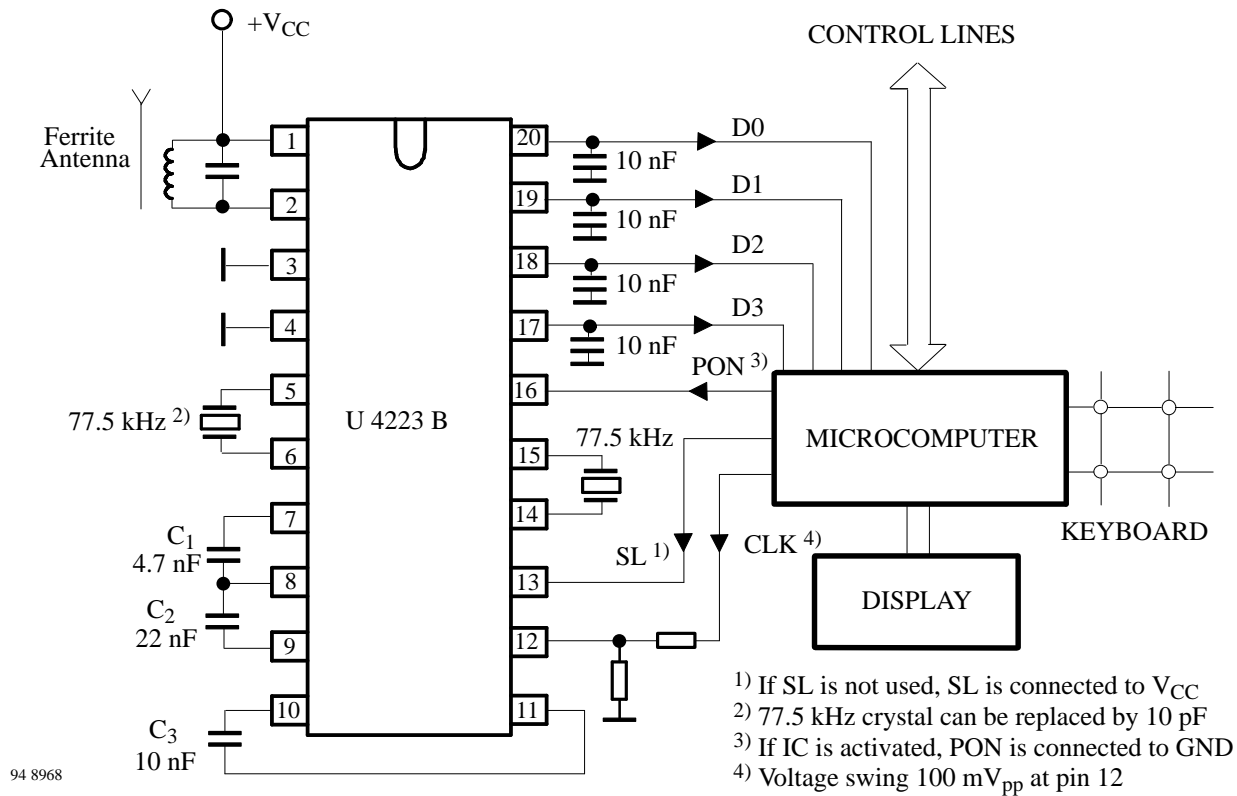 +VCC
CONTROL LINES
Ferrite
Antenna
1
2
3
4
5
6
7
8
9
10
20
19
18
17
16
15
14
13
12
11
U 4223 B
77.5 kHz 2)
C1
4.7 nF
C2
22 nF
C3
10 nF
10 nF
10 nF
10 nF
10 nF
D0
D1
D2
D3
PON 3)
77.5 kHz
SL 1)
CLK 4)
MICROCOMPUTER
KEYBOARD
DISPLAY
1) If SL is not used, SL is connected to VCC
2) 77.5 kHz crystal can be replaced by 10 pF
3) If IC is activated, PON is connected to GND
4) Voltage swing 100 mVpp at pin 12
94 8968